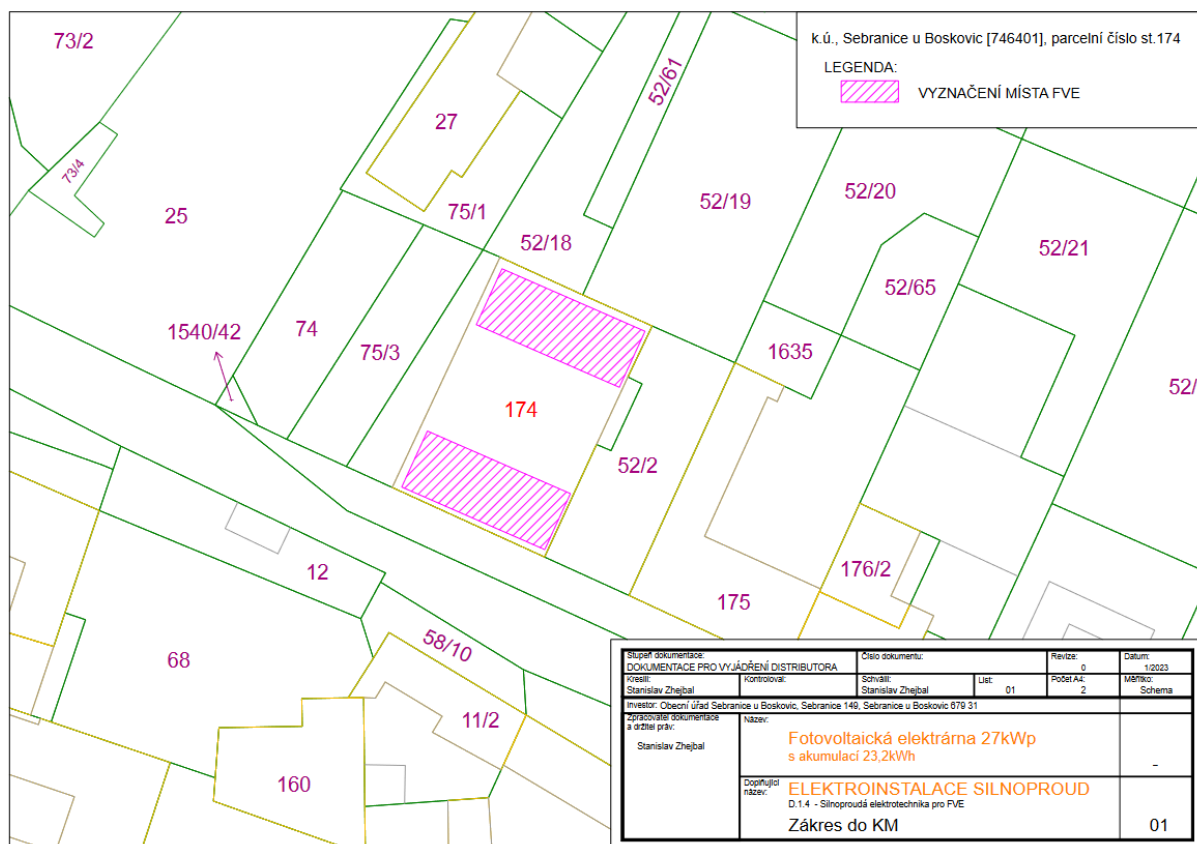 73/2
k.ú., Sebranice u Boskovic [746401], parcelní číslo st.174
LEGENDA:
VYZNAČENÍ MÍSTA FVE
52/61
27
73/4
52/20
52/19
25
75/1
52/18
52/21
52/65
1540/42
74
75/3
1635
52/
174
52/2
12
176/2
175
58/10
68
11/2
160
Stupeň dokumentace:
DOKUMENTACE PRO VYJÁDŘENÍ DISTRIBUTORA
Číslo dokumentu:
Revize:
0
Datum:
1/2023
Kreslil:
Stanislav Zhejbal
Kontroloval:
Schválil:
Stanislav Zhejbal
List:
01
Počet A4:
2
Měřítko:
Schema
Investor: Obecní úřad Sebranice u Boskovic, Sebranice 149, Sebranice u Boskovic 679 31
Zpracovatel dokumentace
a držitel práv:
Stanislav Zhejbal
Název:
Fotovoltaická elektrárna 27kWp
s akumulací 23,2kWh
–
Doplňující
název:
ELEKTROINSTALACE SILNOPROUD
D.1.4 - Silnoproudá elektrotechnika pro FVE
Zákres do KM
01